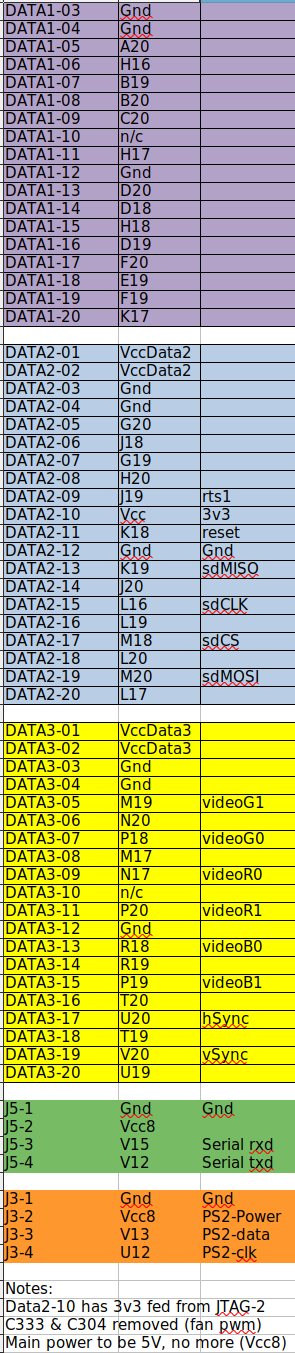 DATA1-03 Gnd
DATA1-04 Gnd
DATA1-05 A20
DATA1-06 H16
DATA1-07 B19
DATA1-08 B20
DATA1-09 C20
DATA1-10 n/c
DATA1-11 H17
DATA1-12 Gnd
DATA1-13 D20
DATA1-14 D18
DATA1-15 H18
DATA1-16 D19
DATA1-17 F20
DATA1-18 E19
DATA1-19 F19
DATA1-20 K17
DATA2-01 VccData2
DATA2-02 VccData2
DATA2-03 Gnd
DATA2-04 Gnd
DATA2-05 G20
DATA2-06 J18
DATA2-07 G19
DATA2-08 H20
DATA2-09 J19 rts1
DATA2-10 Vcc 3v3
DATA2-11 K18 reset
DATA2-12 Gnd Gnd
DATA2-13 K19 sdMISO
DATA2-14 J20
DATA2-15 L16 sdCLK
DATA2-16 L19
DATA2-17 M18 sdCS
DATA2-18 L20
DATA2-19 M20 sdMOSI
DATA2-20 L17
DATA3-01 VccData3
DATA3-02 VccData3
DATA3-03 Gnd
DATA3-04 Gnd
DATA3-05 M19 videoG1
DATA3-06 N20
DATA3-07 P18 videoG0
DATA3-08 M17
DATA3-09 N17 videoR0
DATA3-10 n/c
DATA3-11 P20 videoR1
DATA3-12 Gnd
DATA3-13 R18 videoB0
DATA3-14 R19
DATA3-15 P19 videoB1
DATA3-16 T20
DATA3-17 U20 hSync
DATA3-18 T19
DATA3-19 V20 vSync
DATA3-20 U19
J5-1 Gnd Gnd
J5-2 Vcc8
J5-3 V15 Serial rxd
J5-4 V12 Serial txd
J3-1 Gnd Gnd
J3-2 Vcc8 PS2-Power
J3-3 V13 PS2-data
J3-4 U12 PS2-clk
Notes:
Data2-10 has 3v3 fed from JTAG-2
C333 & C304 removed (fan pwm)
Main power to be 5V, no more (Vcc8)